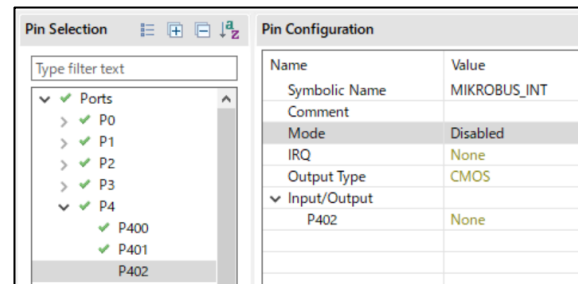 Pin Selection
Type filter text
Ports
P0
P1
P2
P3
P4
P400
P401
P402
Pin Configuration
Name Value
Symbolic Name MIKROBUS_INT
Comment
Mode Disabled
IRQ None
Output Type CMOS
Input/Output
P402 None